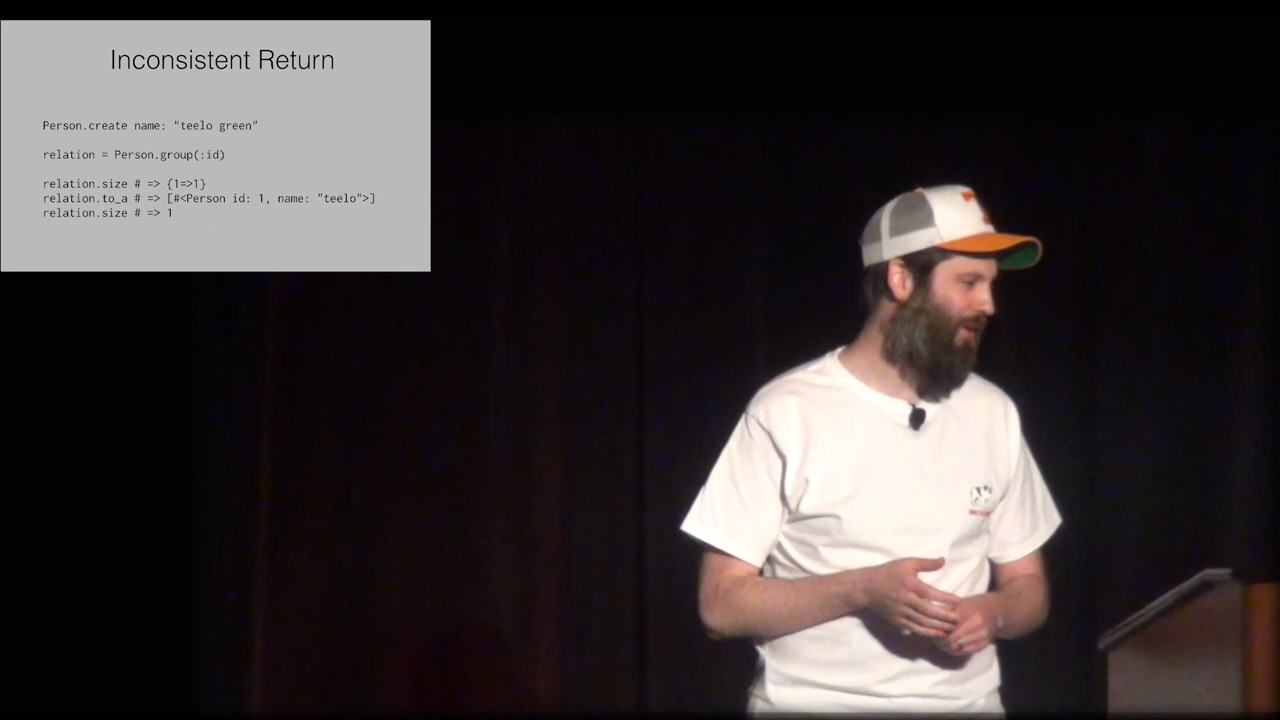 Inconsistent Return
Person.create name: "teelo green"
relation = Person.group(:id)
relation.size # => {1=>1}
relation.to_a # => [#<Person id: 1, name: "teelo">]
relation.size # => 1